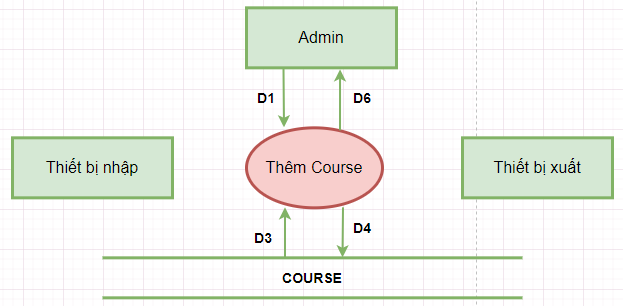 Admin
D1
D6
Thiết bị nhập
Thêm Course
Thiết bị xuất
D3
D4
COURSE